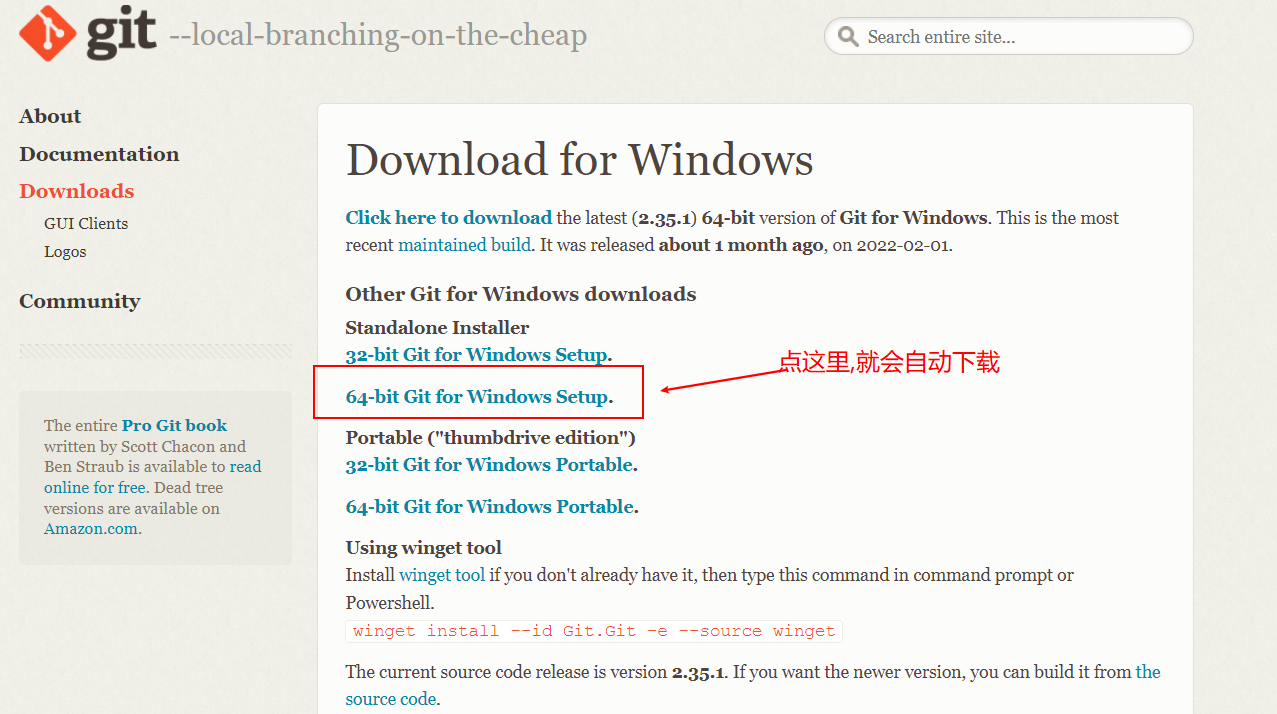 git --local-branching-on-the-cheap
Search entire site...
About
Documentation
Downloads
GUI Clients
Logos
Community
The entire Pro Git book
written by Scott Chacon and
Ben Straub is available to read
online for free. Dead tree
versions are available on
Amazon.com.
Download for Windows
Click here to download the latest (2.35.1) 64-bit version of Git for Windows. This is the most
recent maintained build. It was released about 1 month ago, on 2022-02-01.
Other Git for Windows downloads
Standalone Installer
32-bit Git for Windows Setup.
64-bit Git for Windows Setup.
点这里,就会自动下载
Portable ("thumbdrive edition")
32-bit Git for Windows Portable.
64-bit Git for Windows Portable.
Using winget tool
Install winget tool if you don't already have it, then type this command in command prompt or
Powershell.
winget install --id Git.Git -e --source winget
The current source code release is version 2.35.1. If you want the newer version, you can build it from the
source code.